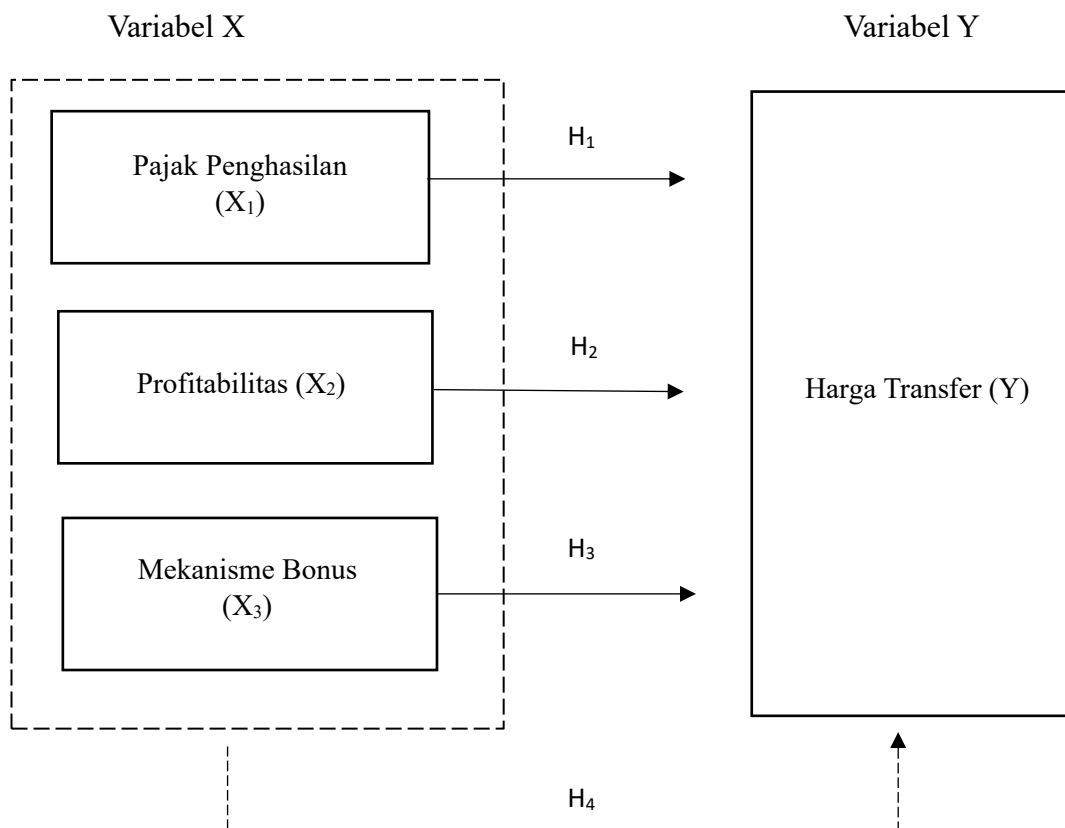 Variabel X
Variabel Y
Pajak Penghasilan
(X₁)
H₁
Profitabilitas (X₂)
H₂
Harga Transfer (Y)
Mekanisme Bonus
(X₃)
H₃
H₄